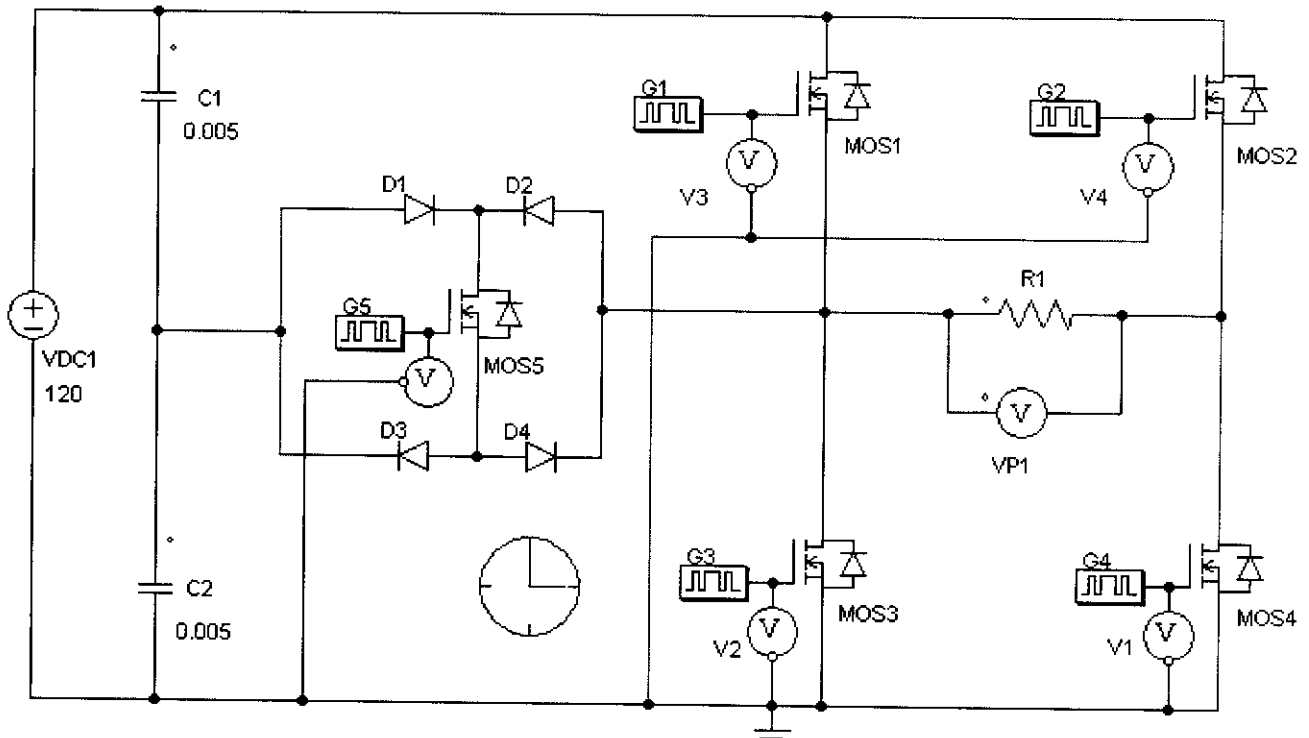 C1
0.005
G1
MOS1
V
V3
G2
MOS2
V
V4
D1
D2
G5
MOS5
V
D3
D4
VDC1
120
R1
V
VP1
C2
0.005
G3
MOS3
V
V2
G4
MOS4
V
V1